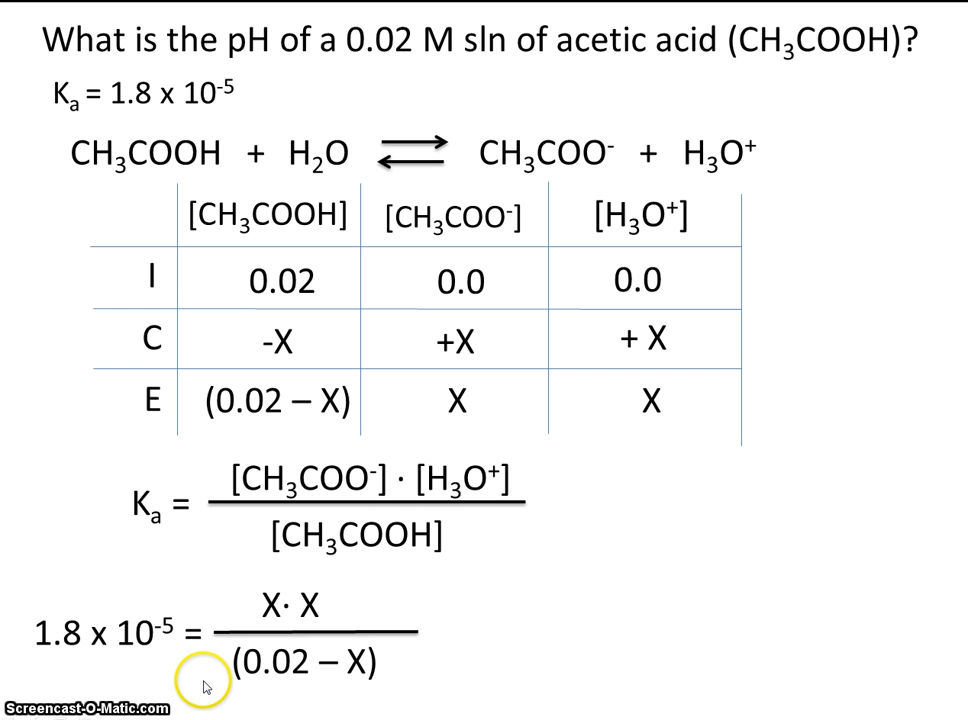 What is the pH of a 0.02 M sln of acetic acid (CH₃COOH)?
Kₐ = 1.8 x 10⁻⁵
CH₃COOH + H₂O ⇌ CH₃COO⁻ + H₃O⁺
[CH₃COOH] [CH₃COO⁻] [H₃O⁺]
I 0.02 0.0 0.0
C -X +X + X
E (0.02 – X) X X
[CH₃COO⁻] · [H₃O⁺]
Kₐ =
[CH₃COOH]
X· X
1.8 x 10⁻⁵ =
(0.02 – X)
Screencast-O-Matic.com